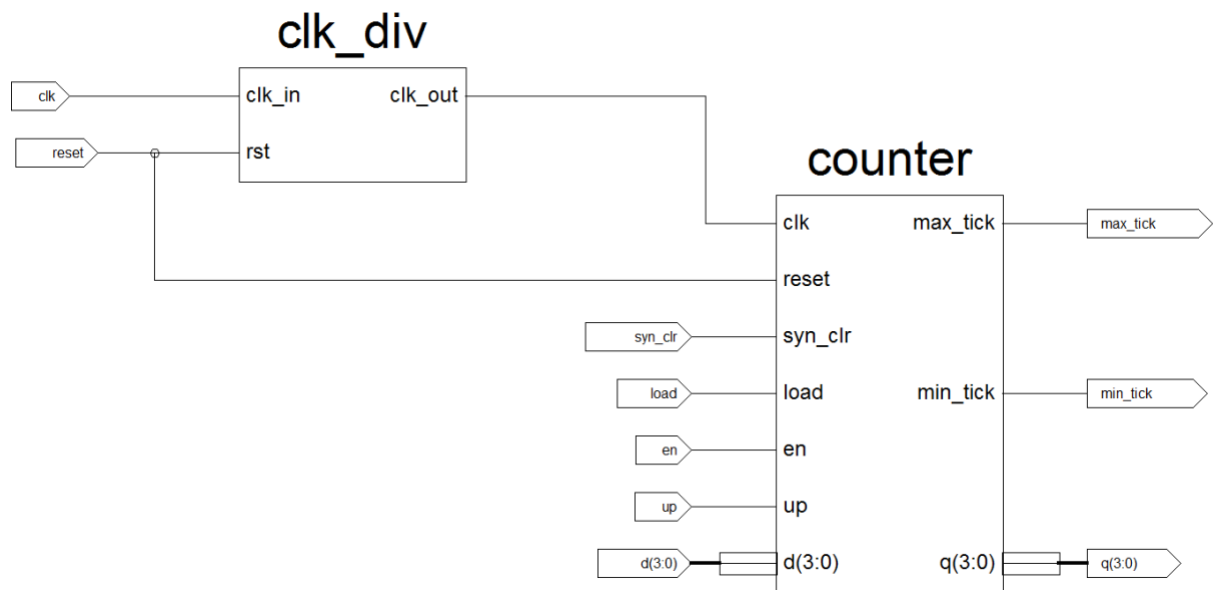 clk_div
clk
clk_in
clk_out
reset
rst
counter
clk
max_tick
max_tick
reset
syn_clr
syn_clr
load
load
min_tick
min_tick
en
en
up
up
d(3:0)
d(3:0)
q(3:0)
q(3:0)